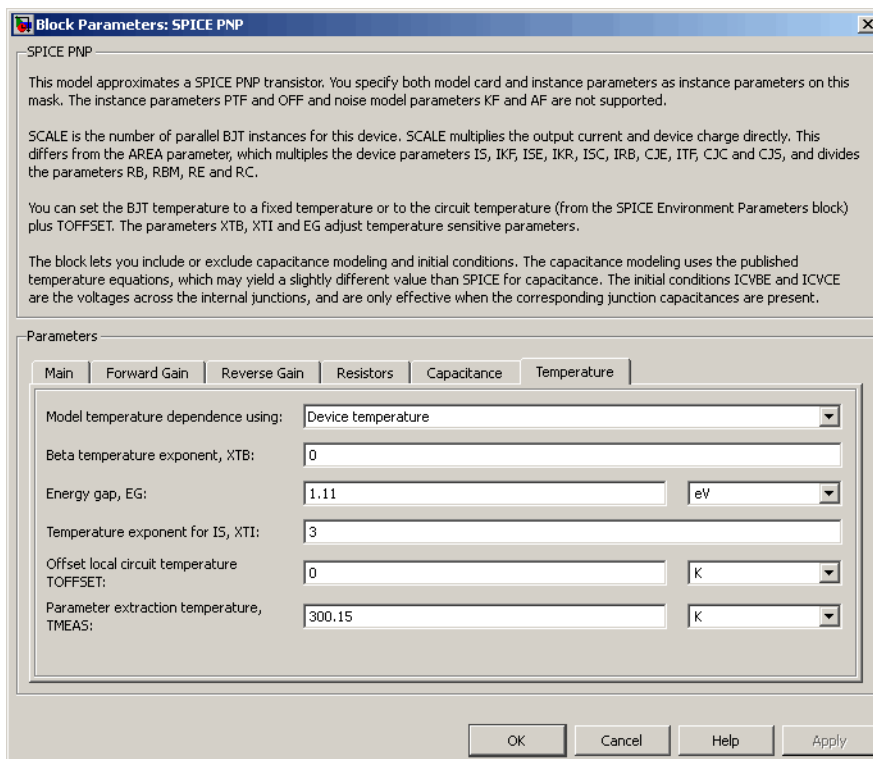 Block Parameters: SPICE PNP
SPICE PNP
This model approximates a SPICE PNP transistor. You specify both model card and instance parameters as instance parameters on this
mask. The instance parameters PTF and OFF and noise model parameters KF and AF are not supported.
SCALE is the number of parallel BJT instances for this device. SCALE multiplies the output current and device charge directly. This
differs from the AREA parameter, which multiples the device parameters IS, IKF, ISE, IKR, ISC, IRB, CJE, ITF, CJC and CJS, and divides
the parameters RB, RBM, RE and RC.
You can set the BJT temperature to a fixed temperature or to the circuit temperature (from the SPICE Environment Parameters block)
plus TOFFSET. The parameters XTB, XTI and EG adjust temperature sensitive parameters.
The block lets you include or exclude capacitance modeling and initial conditions. The capacitance modeling uses the published
temperature equations, which may yield a slightly different value than SPICE for capacitance. The initial conditions ICVBE and ICVCE
are the voltages across the internal junctions, and are only effective when the corresponding junction capacitances are present.
Parameters
Main Forward Gain Reverse Gain Resistors Capacitance Temperature
Model temperature dependence using: Device temperature
Beta temperature exponent, XTB: 0
Energy gap, EG: 1.11 eV
Temperature exponent for IS, XTI: 3
Offset local circuit temperature
TOFFSET: 0 K
Parameter extraction temperature,
TMEAS: 300.15 K
OK Cancel Help Apply